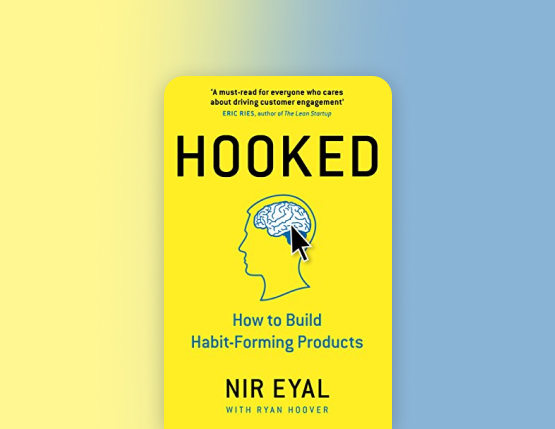 'A must-read for everyone who cares
about driving customer engagement'
ERIC RIES, author of The Lean Startup
HOOKED
How to Build
Habit-Forming Products
NIR EYAL
WITH RYAN HOOVER